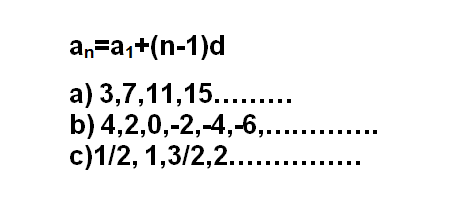 aₙ=a₁+(n-1)d
a) 3,7,11,15.........
b) 4,2,0,-2,-4,-6,.............
c)1/2, 1,3/2,2...............